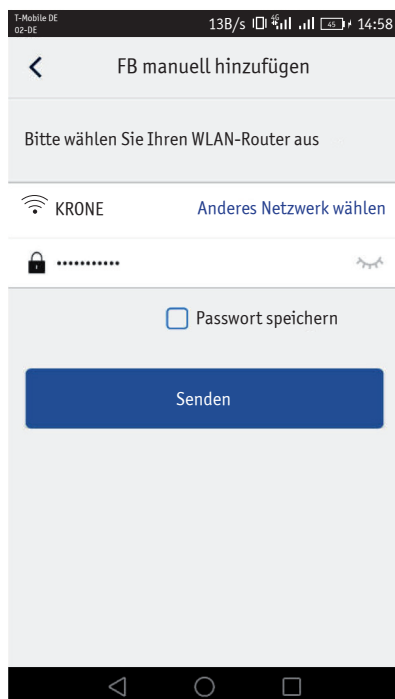 T-Mobile DE
02-DE
13B/s 4G 45 14:58
FB manuell hinzufügen
Bitte wählen Sie Ihren WLAN-Router aus
KRONE Anderes Netzwerk wählen
•••••••••••
Passwort speichern
Senden